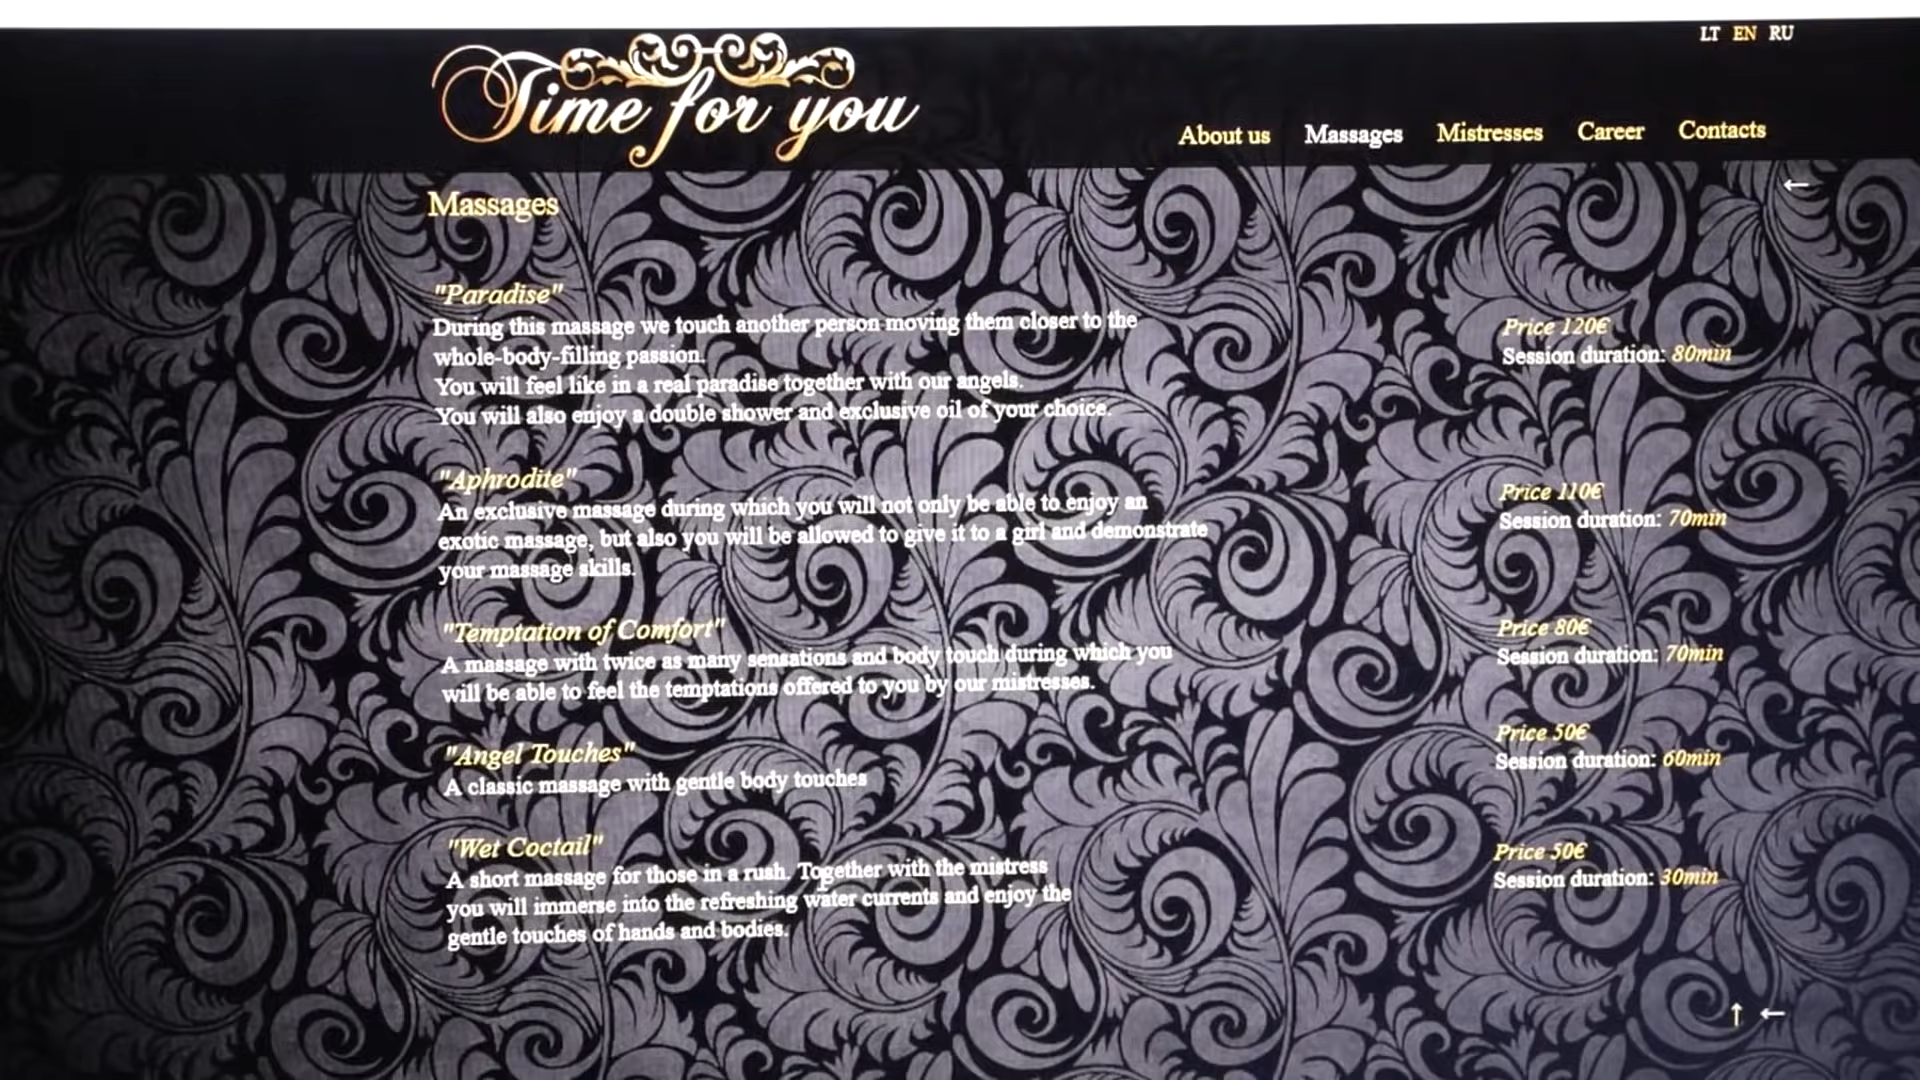 LT EN RU
Time for you
About us Massages Mistresses Career Contacts
←
Massages
"Paradise"
During this massage we touch another person moving them closer to the
whole-body-filling passion.
You will feel like in a real paradise together with our angels.
You will also enjoy a double shower and exclusive oil of your choice.
Price 120€
Session duration: 80min
"Aphrodite"
An exclusive massage during which you will not only be able to enjoy an
exotic massage, but also you will be allowed to give it to a girl and demonstrate
your massage skills.
Price 110€
Session duration: 70min
"Temptation of Comfort"
A massage with twice as many sensations and body touch during which you
will be able to feel the temptations offered to you by our mistresses.
Price 80€
Session duration: 70min
"Angel Touches"
A classic massage with gentle body touches
Price 50€
Session duration: 60min
"Wet Coctail"
A short massage for those in a rush. Together with the mistress
you will immerse into the refreshing water currents and enjoy the
gentle touches of hands and bodies.
Price 50€
Session duration: 30min
↑ ←